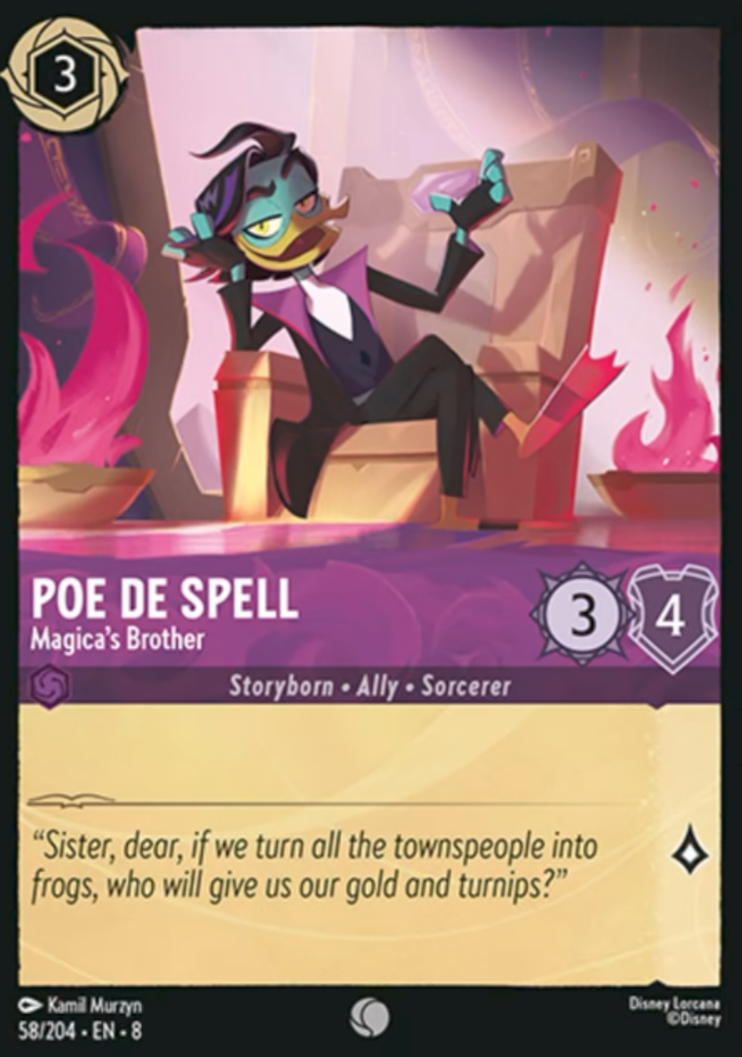 3
POE DE SPELL
Magica's Brother
3 4
Storyborn • Ally • Sorcerer
“Sister, dear, if we turn all the townspeople into
frogs, who will give us our gold and turnips?”
Kamil Murzyn
58/204 • EN • 8
Disney Lorcana
©Disney